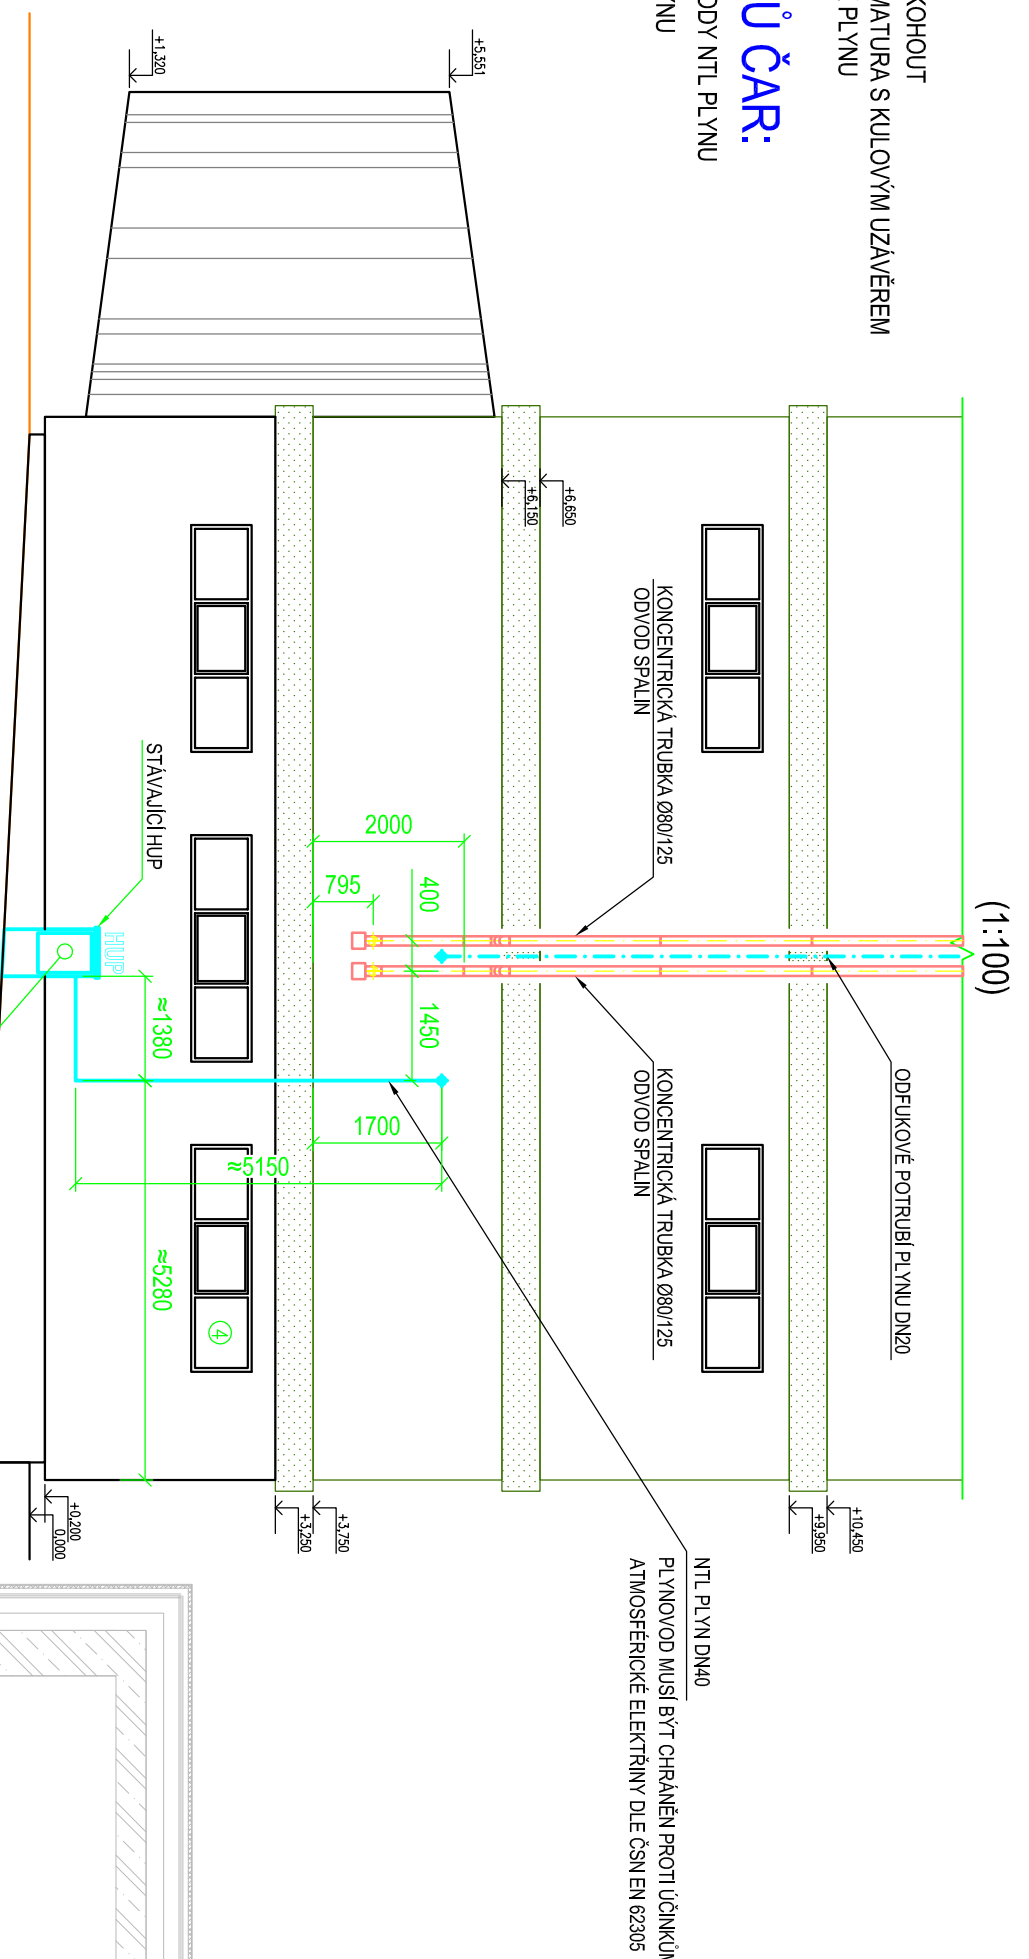 (1:100)
KOHOUT
MATURA S KULOVÝM UZÁVĚREM
PLYNU
Ů ČAR:
ODY NTL PLYNU
YNU
ODFUKOVÉ POTRUBÍ PLYNU DN20
KONCENTRICKÁ TRUBKA Ø80/125
ODVOD SPALIN
KONCENTRICKÁ TRUBKA Ø80/125
ODVOD SPALIN
NTL PLYN DN40
PLYNOVOD MUSÍ BÝT CHRÁNĚN PROTI ÚČINKŮM
ATMOSFÉRICKÉ ELEKTŘINY DLE ČSN EN 62305
+10,450
+9,950
+6,650
+6,150
+5,551
+1,320
+3,750
+3,250
+0,200
0,000
2000
795
400
1450
1700
≈5150
≈1380
≈5280
4
STÁVAJÍCÍ HUP
HUP